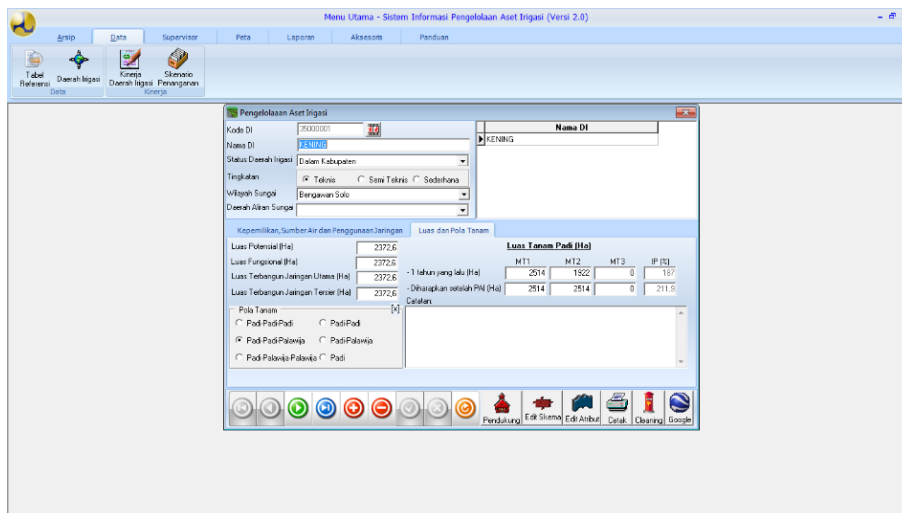 Menu Utama - Sistem Informasi Pengelolaan Aset Irigasi (Versi 2.0)
Arsip Data Supervisor Peta Laporan Aksesoris Panduan
Tabel Referensi Daerah Irigasi Kinerja Daerah Irigasi Skenario Penanganan
Data Kinerja
Pengelolaaan Aset Irigasi
Kode DI 35000001
Nama DI KENING
Status Daerah Irigasi Dalam Kabupaten
Tingkatan Teknis Semi Teknis Sederhana
Wilayah Sungai Bengawan Solo
Daerah Aliran Sungai
Nama DI
KENING
Kepemilikan, Sumber Air dan Penggunaan Jaringan Luas dan Pola Tanam
Luas Potensial (Ha) 2372,6
Luas Fungsional (Ha) 2372,6
Luas Terbangun Jaringan Utama (Ha) 2372,6
Luas Terbangun Jaringan Tersier (Ha) 2372,6
Luas Tanam Padi (Ha)
MT1 MT2 MT3 IP (%)
- 1 tahun yang lalu (Ha) 2514 1922 0 187
- Diharapkan setelah PAI (Ha) 2514 2514 0 211,9
Catatan:
Pola Tanam [x]
Padi-Padi-Padi Padi-Padi
Padi-Padi-Palawija Padi-Palawija
Padi-Palawija-Palawija Padi
Pendukung Edit Skema Edit Atribut Cetak Cleaning Google